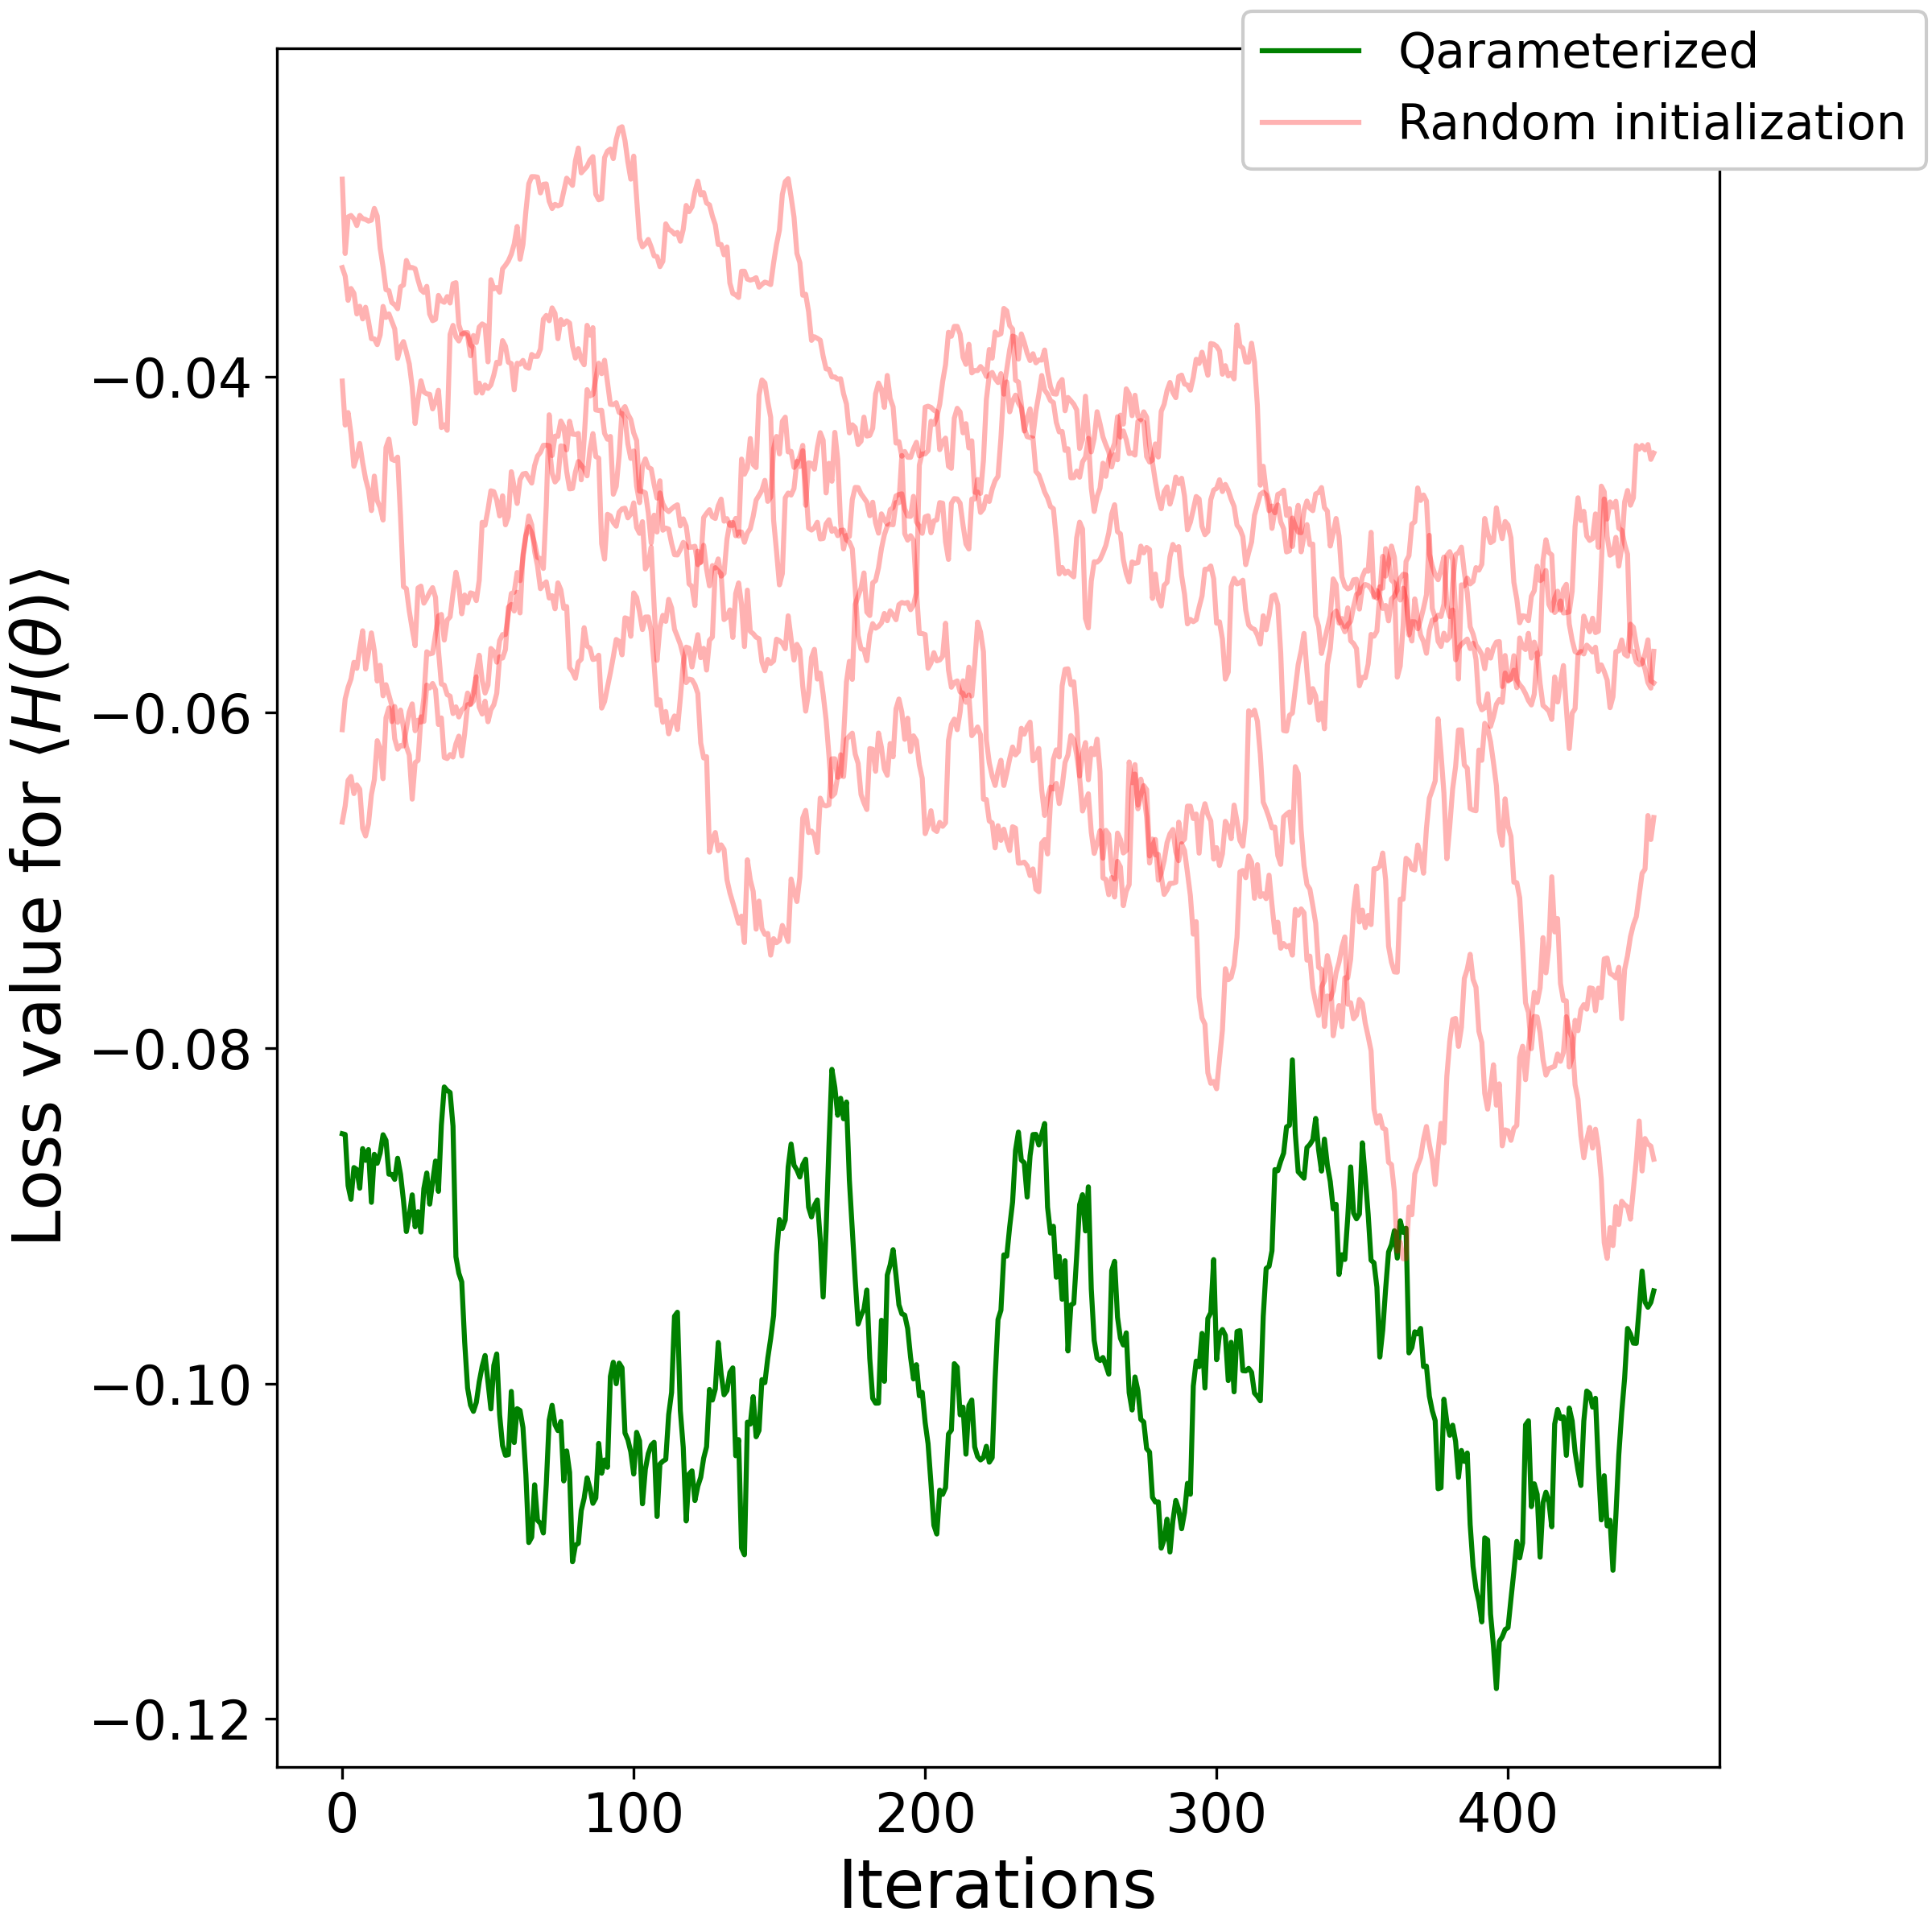 Qarameterized
Random initialization
Loss value for ⟨H(θ)⟩
−0.04
−0.06
−0.08
−0.10
−0.12
0 100 200 300 400
Iterations